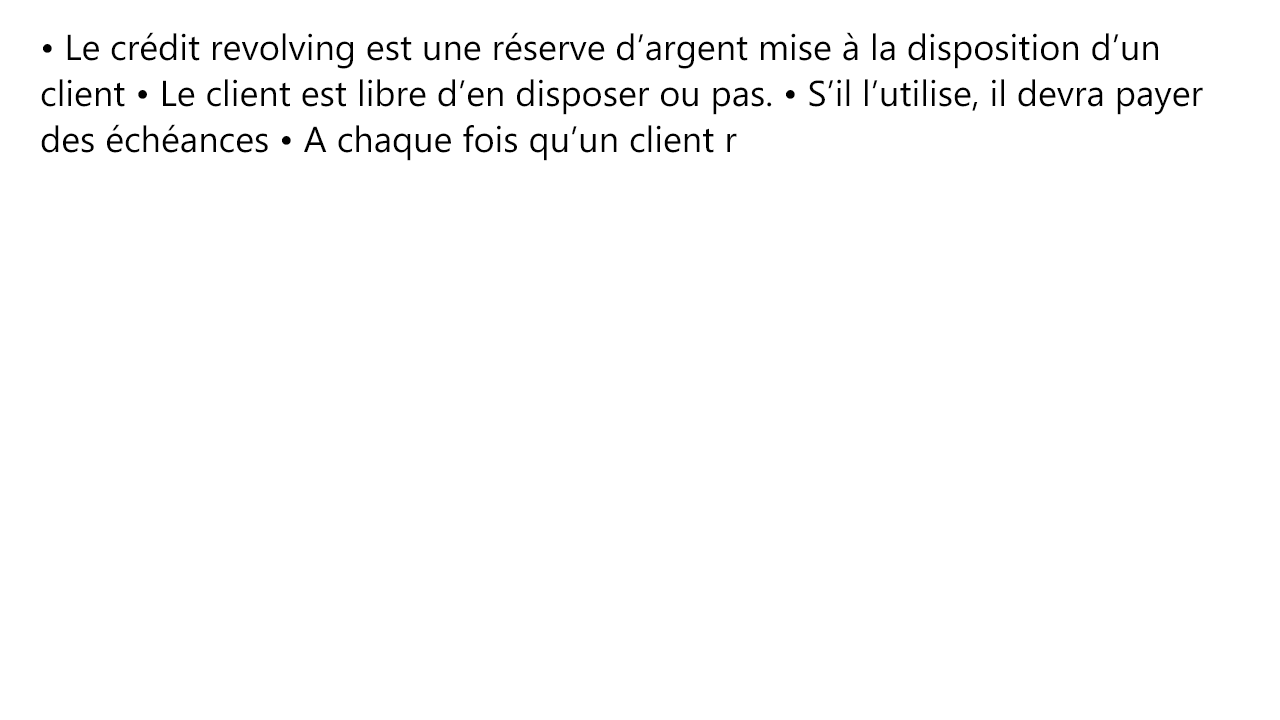 • Le crédit revolving est une réserve d’argent mise à la disposition d’un
client • Le client est libre d’en disposer ou pas. • S’il l’utilise, il devra payer
des échéances • A chaque fois qu’un client r